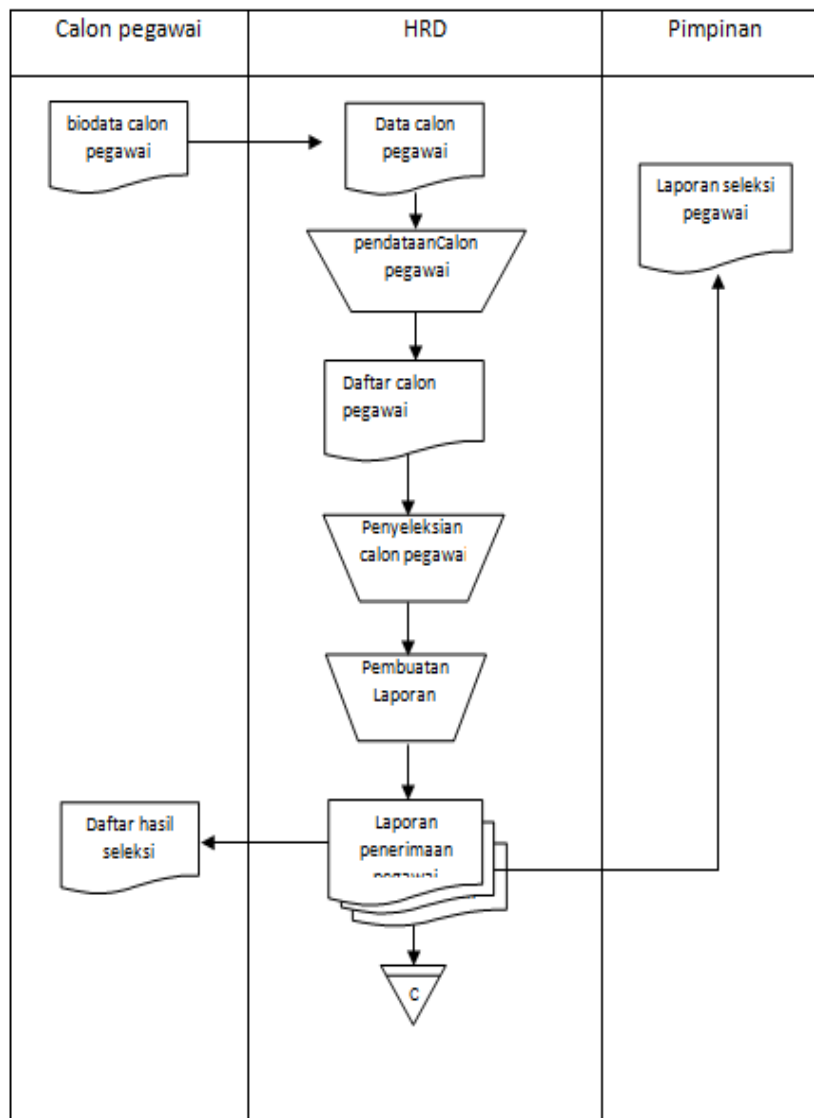 Calon pegawai
HRD
Pimpinan
biodata calon
pegawai
Data calon
pegawai
Laporan seleksi
pegawai
pendataanCalon
pegawai
Daftar calon
pegawai
Penyeleksian
calon pegawai
Pembuatan
Laporan
Daftar hasil
seleksi
Laporan
penerimaan
pegawai
C